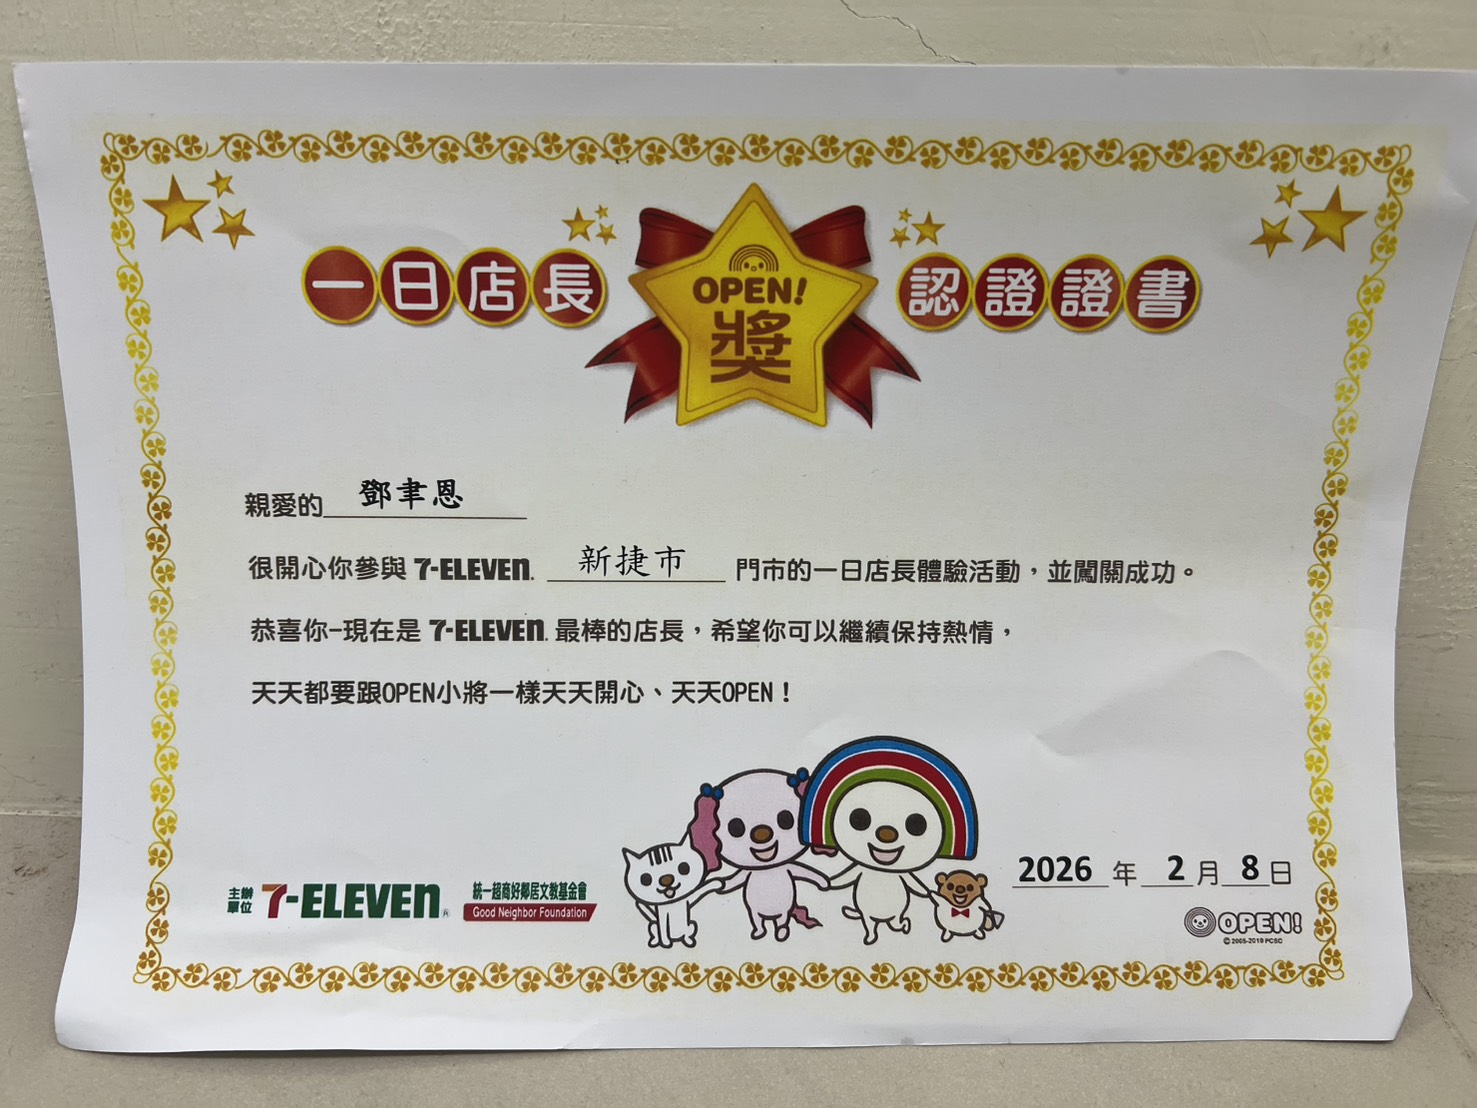 一日店長 OPEN! 獎 認證證書
親愛的 鄧聿恩
很開心你參與 7-ELEVEN. 新捷市 門市的一日店長體驗活動，並闖關成功。
恭喜你-現在是 7-ELEVEN. 最棒的店長，希望你可以繼續保持熱情，
天天都要跟OPEN小將一樣天天開心、天天OPEN！
2026 年 2 月 8 日
主辦單位 7-ELEVEN ® 統一超商好鄰居文教基金會
Good Neighbor Foundation
OPEN!
© 2005-2019 PCSC